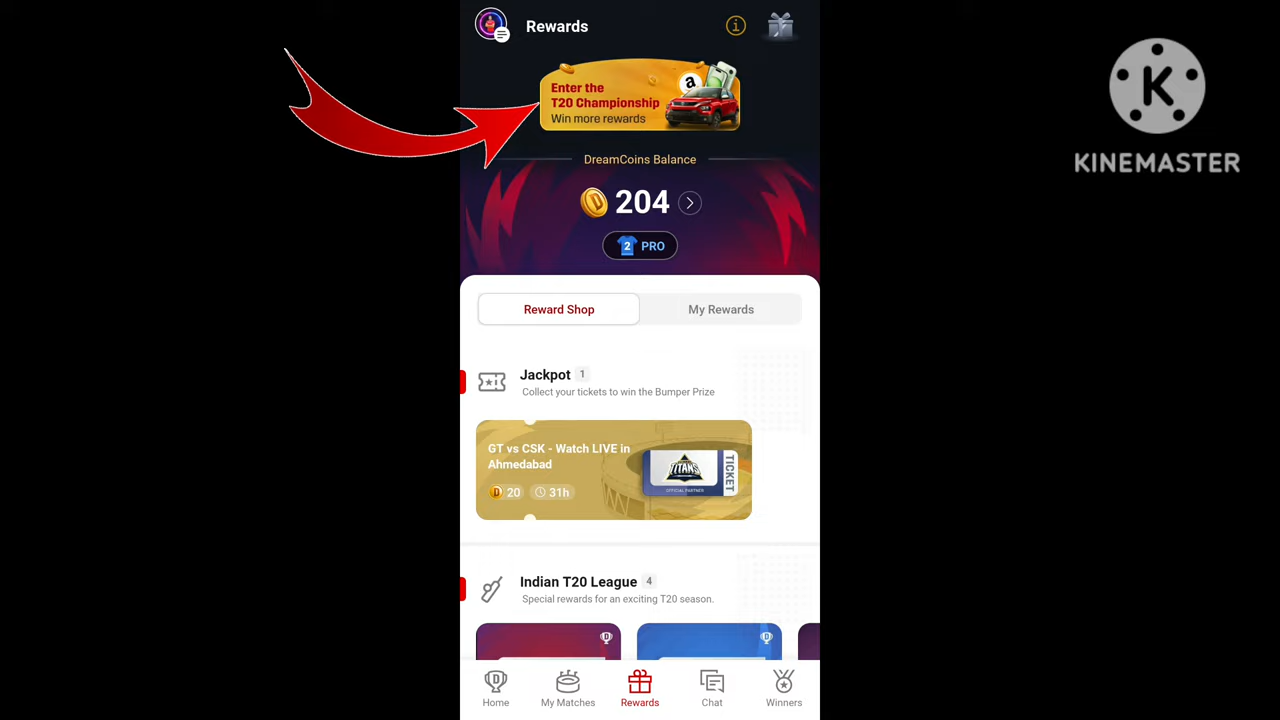 Rewards
Enter the
T20 Championship
Win more rewards
a
K
KINEMASTER
DreamCoins Balance
D 204
2 PRO
Reward Shop
My Rewards
Jackpot 1
Collect your tickets to win the Bumper Prize
GT vs CSK - Watch LIVE in
Ahmedabad
D 20 31h
TITANS
OFFICIAL PARTNER
TICKET
Indian T20 League 4
Special rewards for an exciting T20 season.
D
D
Home
My Matches
Rewards
Chat
Winners